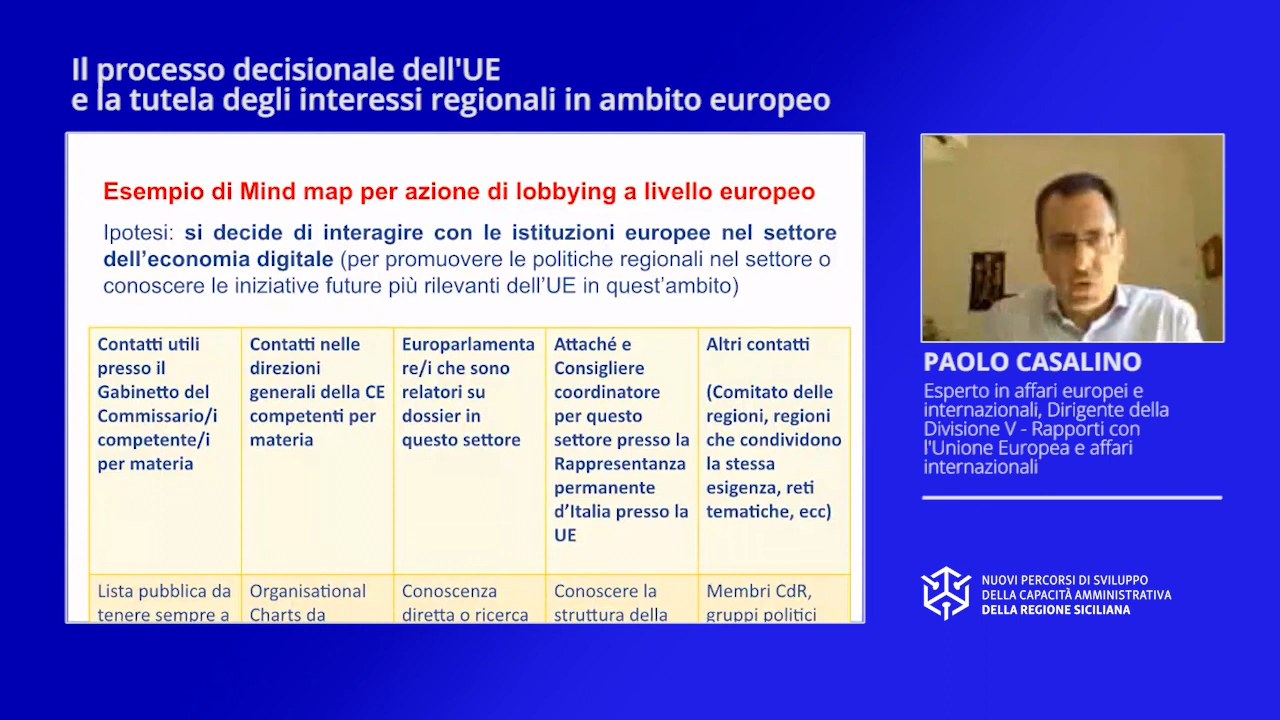 Il processo decisionale dell'UE
e la tutela degli interessi regionali in ambito europeo
Esempio di Mind map per azione di lobbying a livello europeo
Ipotesi: si decide di interagire con le istituzioni europee nel settore
dell'economia digitale (per promuovere le politiche regionali nel settore o
conoscere le iniziative future più rilevanti dell'UE in quest'ambito)
Contatti utili
presso il
Gabinetto del
Commissario/i
competente/i
per materia
Contatti nelle
direzioni
generali della CE
competenti per
materia
Europarlamenta
re/i che sono
relatori su
dossier in
questo settore
Attaché e
Consigliere
coordinatore
per questo
settore presso la
Rappresentanza
permanente
d'Italia presso la
UE
Altri contatti
(Comitato delle
regioni, regioni
che condividono
la stessa
esigenza, reti
tematiche, ecc)
Lista pubblica da
tenere sempre a
Organisational
Charts da
Conoscenza
diretta o ricerca
Conoscere la
struttura della
Membri CdR,
gruppi politici
PAOLO CASALINO
Esperto in affari europei e
internazionali, Dirigente della
Divisione V - Rapporti con
l'Unione Europea e affari
internazionali
NUOVI PERCORSI DI SVILUPPO
DELLA CAPACITÀ AMMINISTRATIVA
DELLA REGIONE SICILIANA